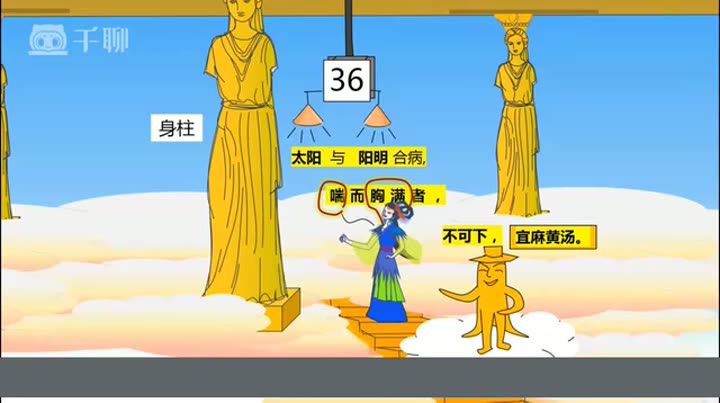 千聊
36
身柱
太阳 与 阳明 合病,
喘而胸满者，
不可下， 宜麻黄汤。